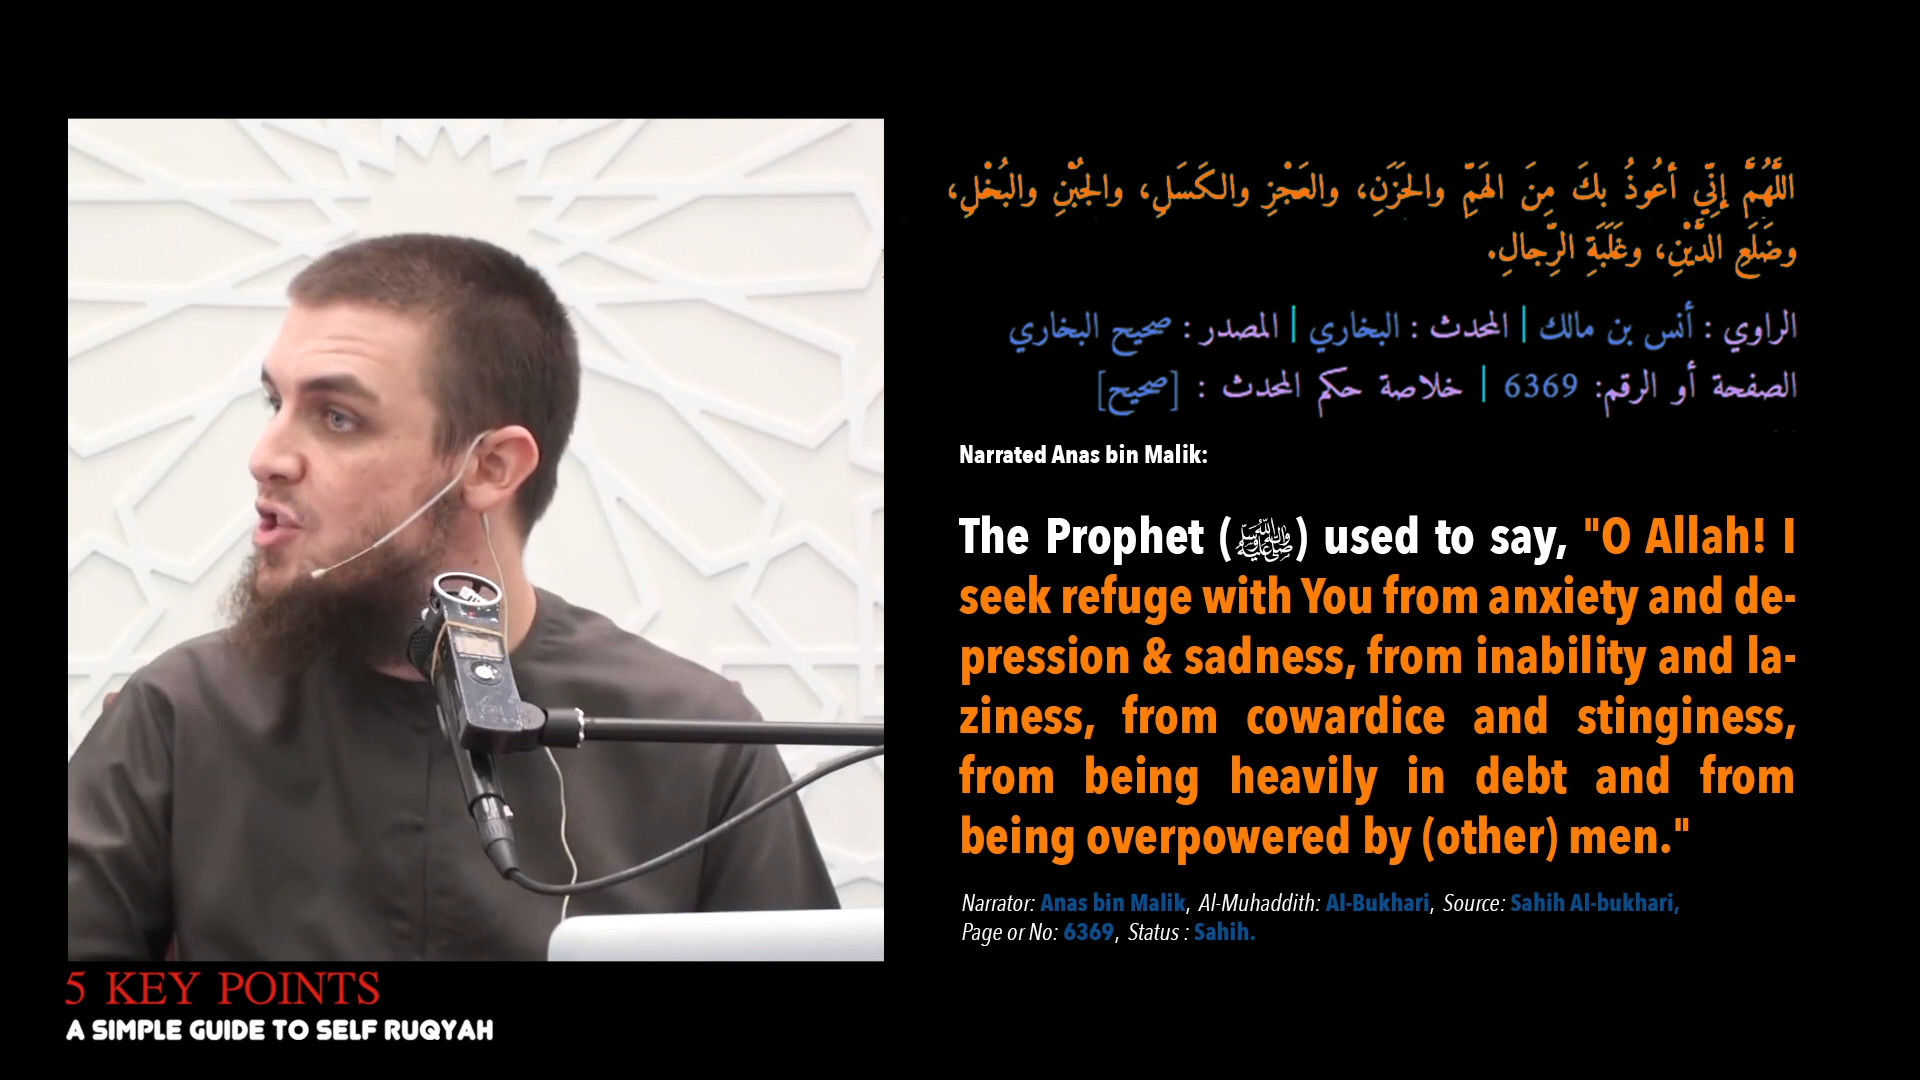 اللَّهُمَّ إنِّي أعُوذُ بكَ مِنَ الهَمِّ والحَزَنِ، والعَجْزِ والكَسَلِ، والجُبْنِ والبُخْلِ،
وضَلَعِ الدَّيْنِ، وغَلَبَةِ الرِّجالِ.
الراوي : أنس بن مالك | المحدث : البخاري | المصدر : صحيح البخاري
الصفحة أو الرقم: 6369 | خلاصة حكم المحدث : [صحيح]
Narrated Anas bin Malik:
The Prophet (ﷺ) used to say, "O Allah! I
seek refuge with You from anxiety and de-
pression & sadness, from inability and la-
ziness, from cowardice and stinginess,
from being heavily in debt and from
being overpowered by (other) men."
Narrator: Anas bin Malik, Al-Muhaddith: Al-Bukhari, Source: Sahih Al-bukhari,
Page or No: 6369, Status : Sahih.
5 KEY POINTS
A SIMPLE GUIDE TO SELF RUQYAH